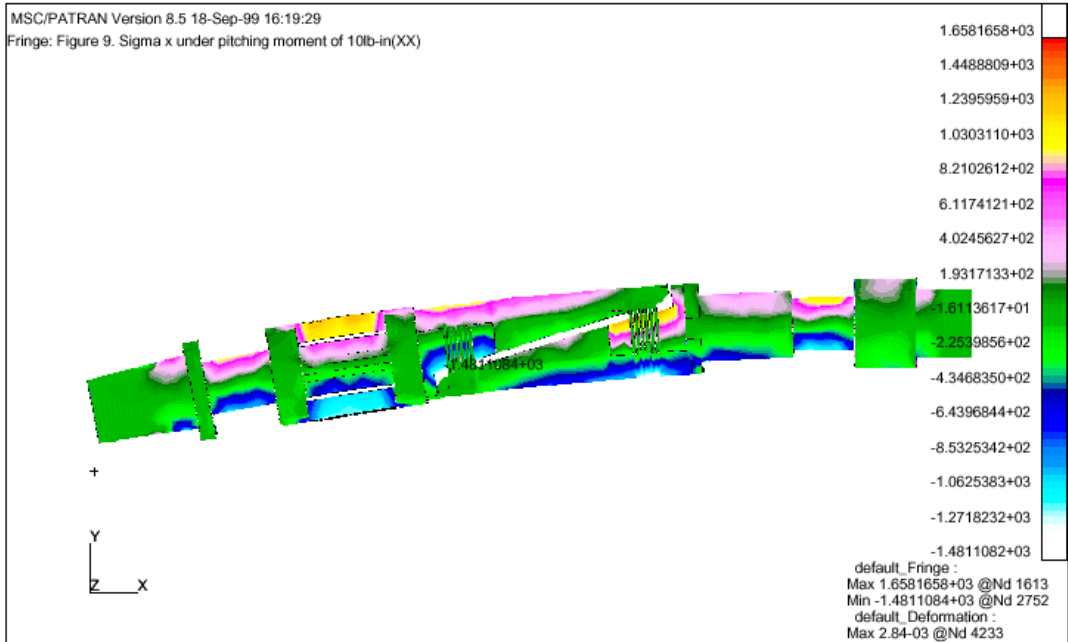 MSC/PATRAN Version 8.5 18-Sep-99 16:19:29
Fringe: Figure 9. Sigma x under pitching moment of 10lb-in(XX)
1.6581658+03
1.4488809+03
1.2395959+03
1.0303110+03
8.2102612+02
6.1174121+02
4.0245627+02
1.9317133+02
-1.6113617+01
-2.2539856+02
-4.3468350+02
-6.4396844+02
-8.5325342+02
-1.0625383+03
-1.2718232+03
-1.4811082+03
-1.4811084+03
Y
Z
X
default_Fringe :
Max 1.6581658+03 @Nd 1613
Min -1.4811084+03 @Nd 2752
default_Deformation :
Max 2.84-03 @Nd 4233